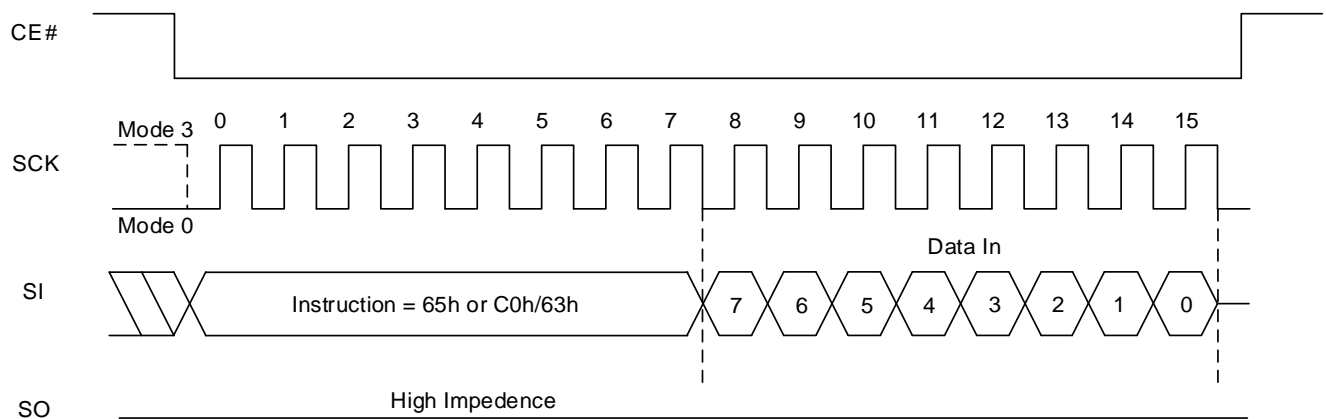 CE#
0 1 2 3 4 5 6 7 8 9 10 11 12 13 14 15
Mode 3
SCK
Mode 0
Data In
SI
Instruction = 65h or C0h/63h
7 6 5 4 3 2 1 0
High Impedence
SO